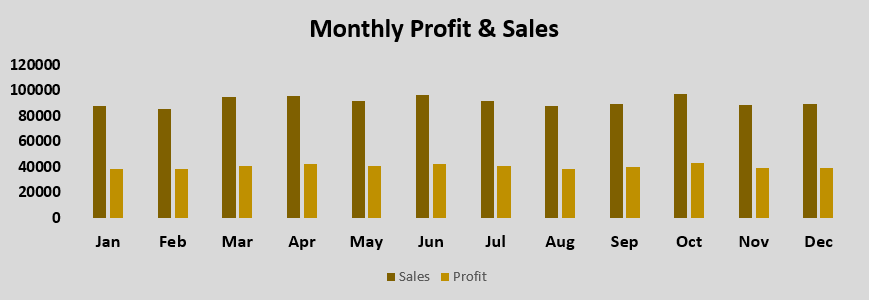 Monthly Profit & Sales
120000
100000
80000
60000
40000
20000
0
Jan Feb Mar Apr May Jun Jul Aug Sep Oct Nov Dec
Sales Profit